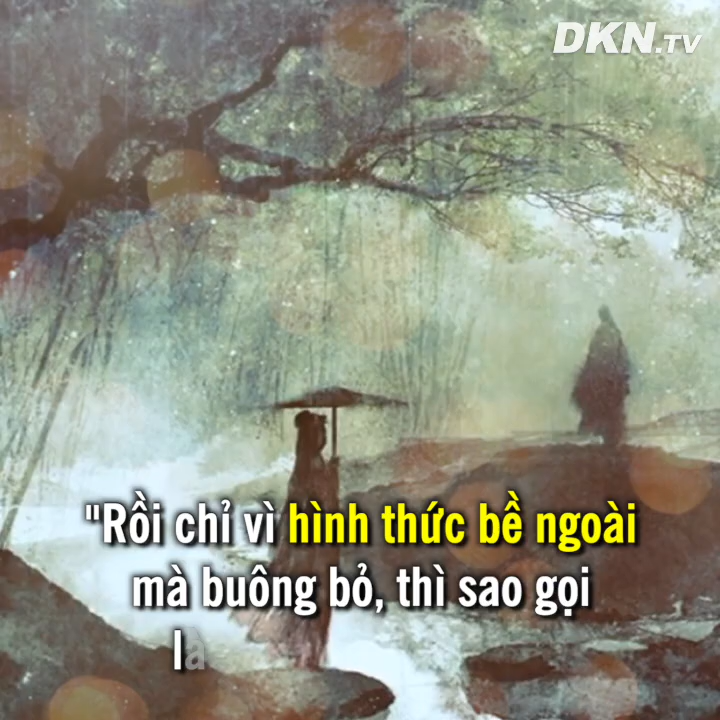 DKN.TV
"Rồi chỉ vì hình thức bề ngoài
mà buông bỏ, thì sao gọi
là